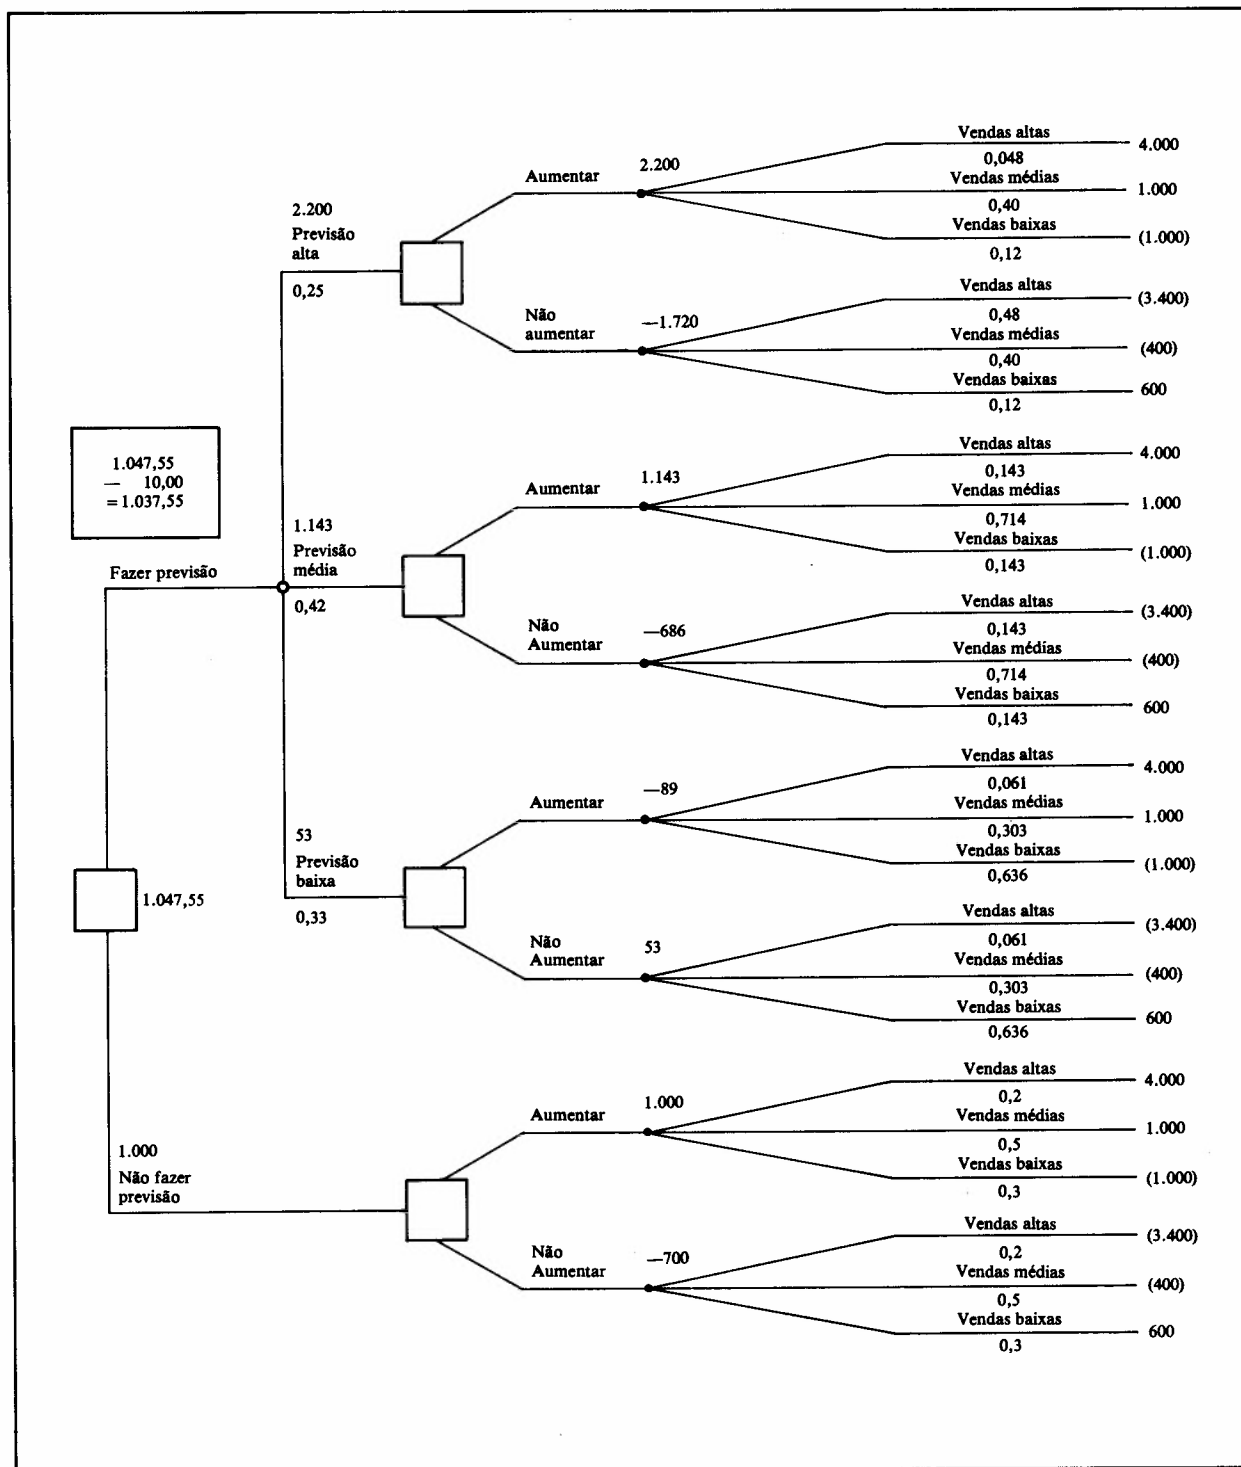 Vendas altas
4.000
2.200
0,048
Aumentar
Vendas médias
1.000
0,40
2.200
Vendas baixas
Previsão
(1.000)
alta
0,12
0,25
Vendas altas
(3.400)
Não
—1.720
0,48
aumentar
Vendas médias
(400)
0,40
Vendas baixas
600
0,12
1.047,55
— 10,00
= 1.037,55
Vendas altas
4.000
1.143
0,143
Aumentar
Vendas médias
1.000
0,714
1.143
Vendas baixas
Previsão
(1.000)
média
0,143
Fazer previsão
0,42
Vendas altas
(3.400)
Não
—686
0,143
Aumentar
Vendas médias
(400)
0,714
Vendas baixas
600
0,143
Vendas altas
4.000
—89
0,061
Aumentar
Vendas médias
1.000
0,303
53
Vendas baixas
Previsão
(1.000)
baixa
0,636
1.047,55
0,33
Vendas altas
(3.400)
Não
53
0,061
Aumentar
Vendas médias
(400)
0,303
Vendas baixas
600
0,636
Vendas altas
4.000
1.000
0,2
Aumentar
Vendas médias
1.000
0,5
1.000
Vendas baixas
Não fazer
(1.000)
previsão
0,3
Vendas altas
(3.400)
Não
—700
0,2
Aumentar
Vendas médias
(400)
0,5
Vendas baixas
600
0,3